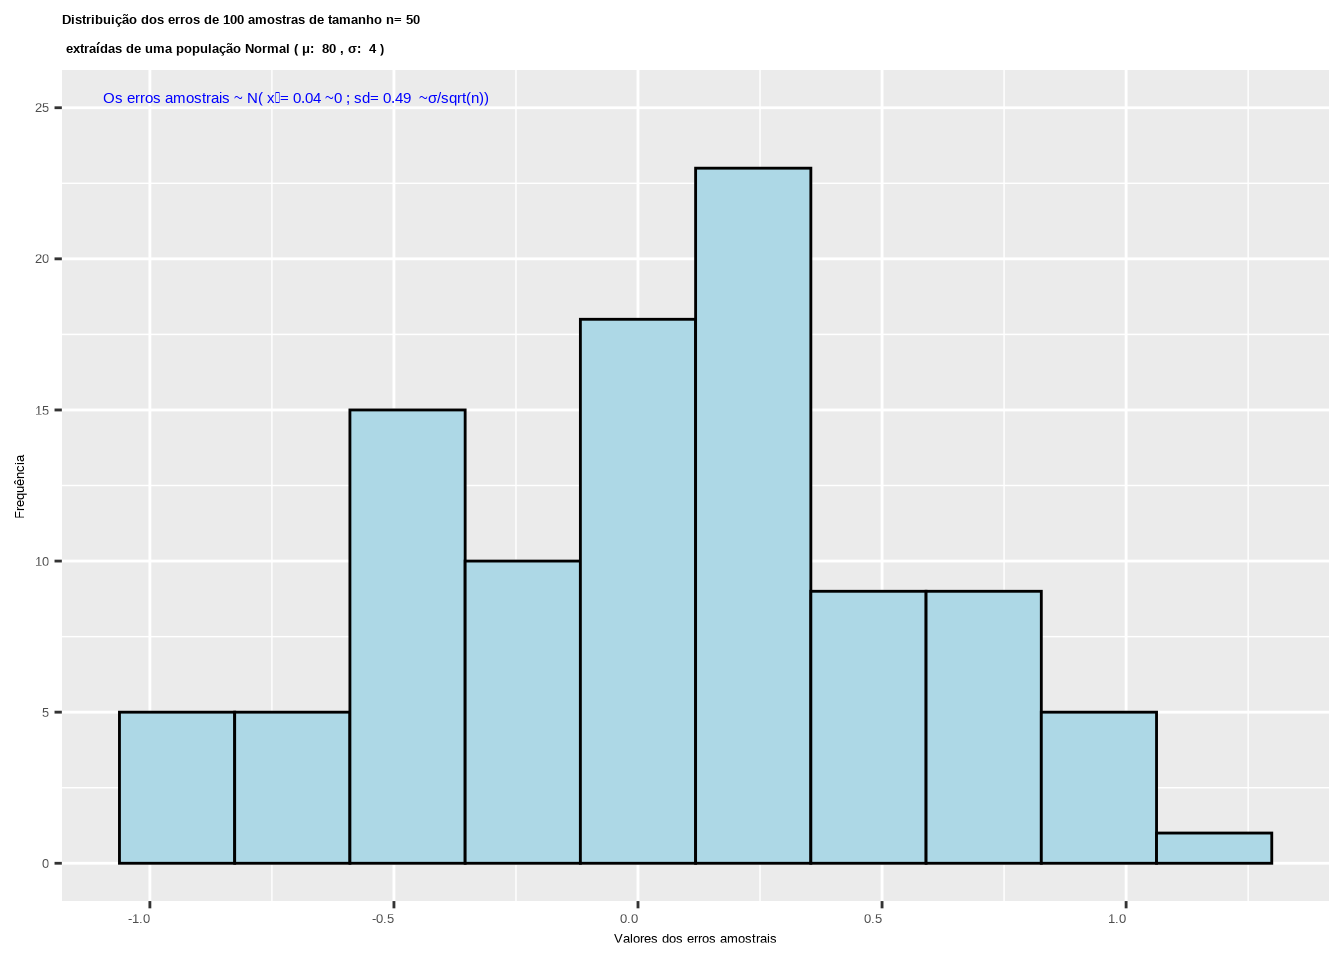 Distribuição dos erros de 100 amostras de tamanho n= 50
extraídas de uma população Normal ( μ:  80 , σ:  4 )
Os erros amostrais ~ N( x▯= 0.04 ~0 ; sd= 0.49  ~σ/sqrt(n))
25
20
15
10
5
0
Frequência
-1.0
-0.5
0.0
0.5
1.0
Valores dos erros amostrais